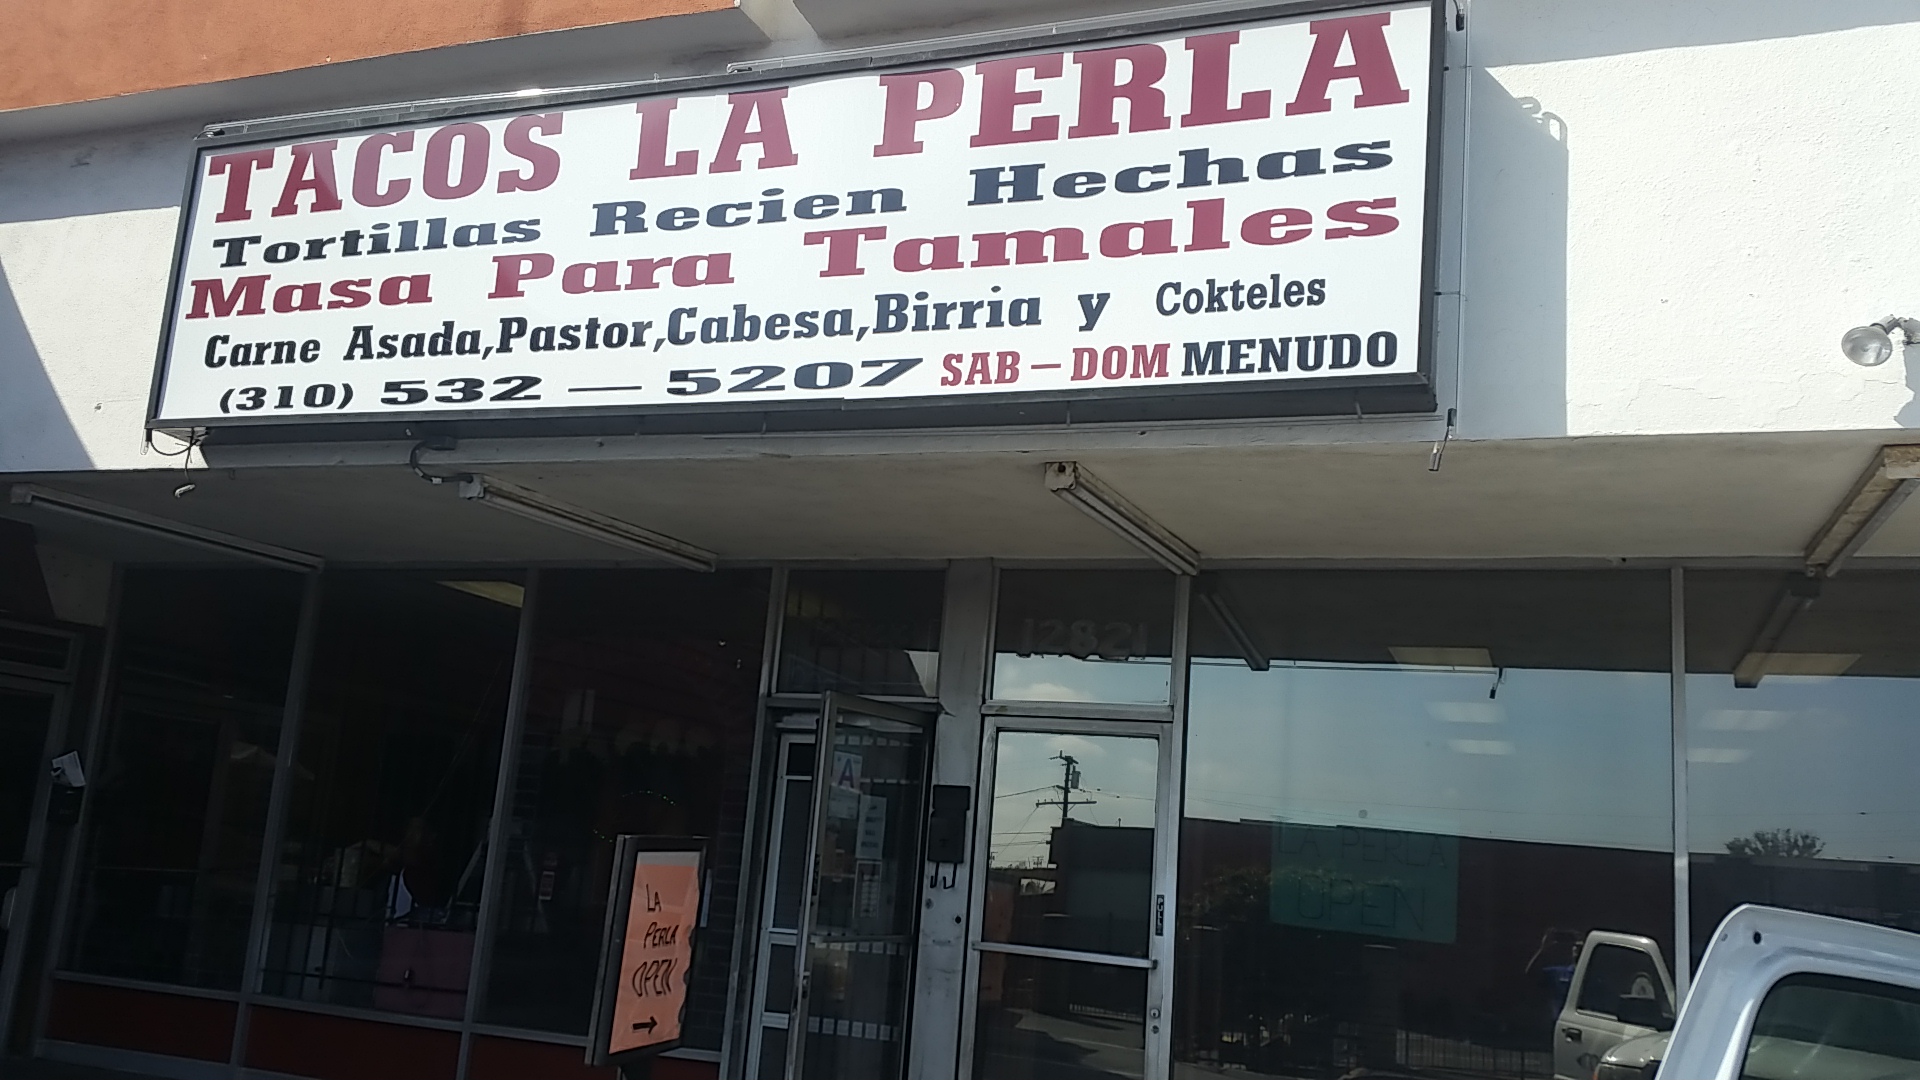 TACOS LA PERLA
Tortillas Recien Hechas
Masa Para Tamales
Carne Asada,Pastor,Cabesa,Birria y Cokteles
(310) 532 — 5207 SAB – DOM MENUDO
12821
A
LA PERLA
OPEN
LA
PERLA
OPEN
→